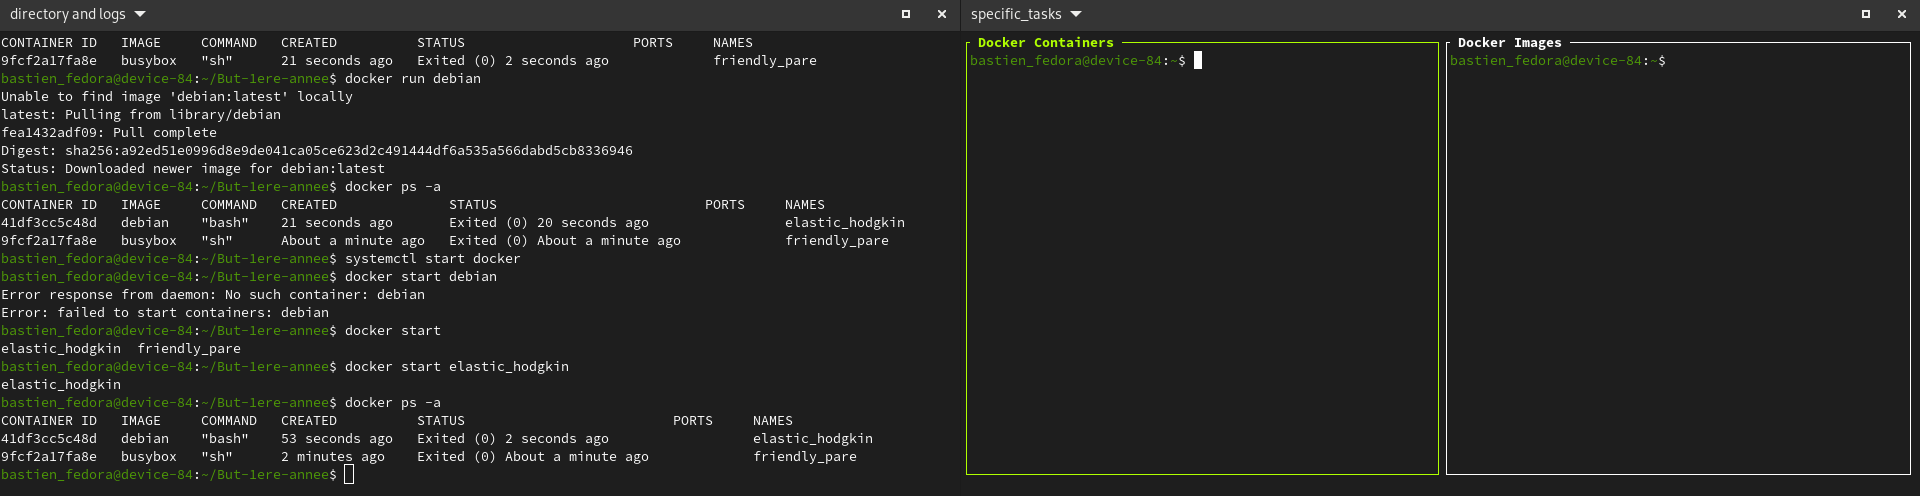 directory and logs
CONTAINER ID   IMAGE     COMMAND   CREATED          STATUS                     PORTS     NAMES
9fcf2a17fa8e   busybox   "sh"      21 seconds ago   Exited (0) 2 seconds ago             friendly_pare
bastien_fedora@device-84:~/But-1ere-annee$ docker run debian
Unable to find image 'debian:latest' locally
latest: Pulling from library/debian
fea1432adf09: Pull complete
Digest: sha256:a92ed51e0996d8e9de041ca05ce623d2c491444df6a535a566dabd5cb8336946
Status: Downloaded newer image for debian:latest
bastien_fedora@device-84:~/But-1ere-annee$ docker ps -a
CONTAINER ID   IMAGE     COMMAND   CREATED              STATUS                          PORTS     NAMES
41df3cc5c48d   debian    "bash"    21 seconds ago       Exited (0) 20 seconds ago                 elastic_hodgkin
9fcf2a17fa8e   busybox   "sh"      About a minute ago   Exited (0) About a minute ago             friendly_pare
bastien_fedora@device-84:~/But-1ere-annee$ systemctl start docker
bastien_fedora@device-84:~/But-1ere-annee$ docker start debian
Error response from daemon: No such container: debian
Error: failed to start containers: debian
bastien_fedora@device-84:~/But-1ere-annee$ docker start
elastic_hodgkin  friendly_pare
bastien_fedora@device-84:~/But-1ere-annee$ docker start elastic_hodgkin
elastic_hodgkin
bastien_fedora@device-84:~/But-1ere-annee$ docker ps -a
CONTAINER ID   IMAGE     COMMAND   CREATED          STATUS                          PORTS     NAMES
41df3cc5c48d   debian    "bash"    53 seconds ago   Exited (0) 2 seconds ago                  elastic_hodgkin
9fcf2a17fa8e   busybox   "sh"      2 minutes ago    Exited (0) About a minute ago             friendly_pare
bastien_fedora@device-84:~/But-1ere-annee$
specific_tasks
Docker Containers
bastien_fedora@device-84:~$
Docker Images
bastien_fedora@device-84:~$